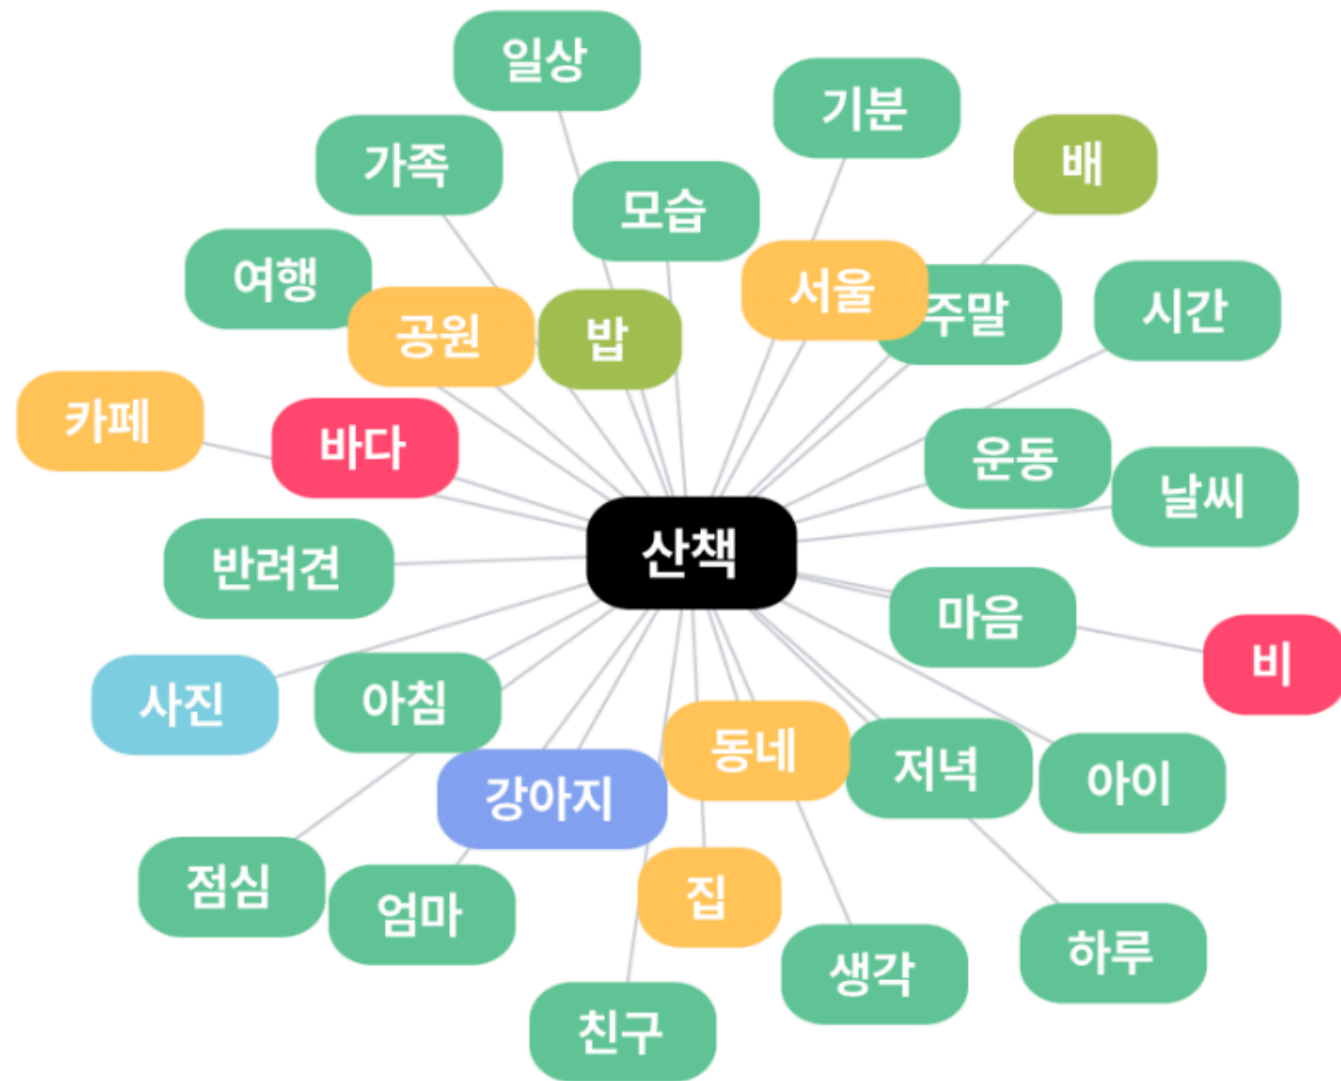 일상
기분
가족
배
모습
여행
서울
주말
시간
공원
밥
카페
바다
운동
날씨
산책
반려견
마음
비
사진
아침
동네
저녁
아이
강아지
점심
엄마
집
생각
하루
친구